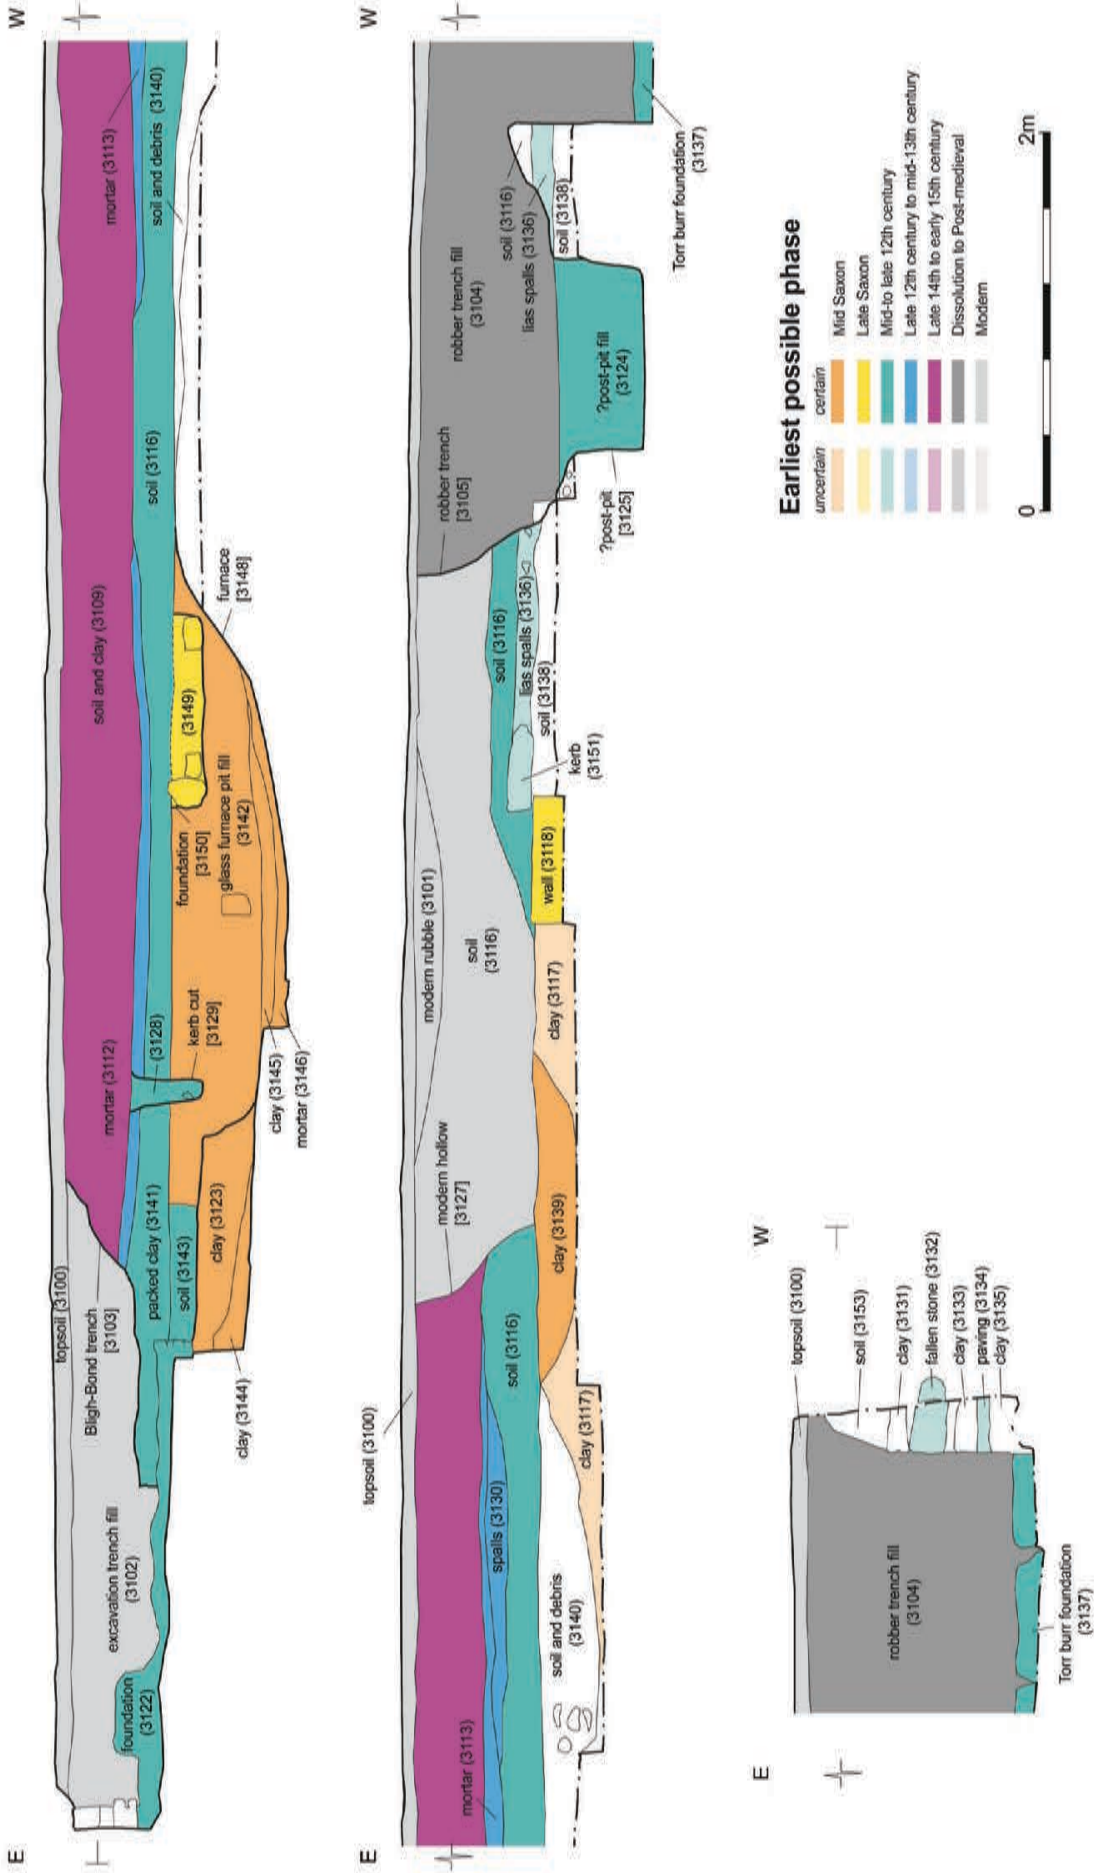 E
W
topsoil (3100)
Bligh-Bond trench
[3103]
excavation trench fill
(3102)
foundation
(3122)
mortar (3112)
soil and clay (3109)
mortar (3113)
packed clay (3141)
(3128)
soil (3116)
soil and debris (3140)
soil (3143)
kerb cut
[3129]
foundation
[3150]
(3149)
glass furnace pit fill
(3142)
furnace
[3148]
clay (3123)
clay (3144)
clay (3145)
mortar (3146)
E
W
topsoil (3100)
modern hollow
[3127]
modern rubble (3101)
soil
(3116)
robber trench
[3105]
robber trench fill
(3104)
mortar (3113)
spalls (3130)
soil (3116)
soil and debris
(3140)
clay (3117)
clay (3139)
clay (3117)
wall (3118)
soil (3116)
lias spalls (3136)
soil (3138)
kerb
(3151)
?post-pit
[3125]
?post-pit fill
(3124)
soil (3116)
lias spalls (3136)
soil (3138)
Torr burr foundation
(3137)
E
W
topsoil (3100)
soil (3153)
clay (3131)
fallen stone (3132)
clay (3133)
paving (3134)
clay (3135)
robber trench fill
(3104)
Torr burr foundation
(3137)
Earliest possible phase
uncertain certain
Mid Saxon
Late Saxon
Mid-to late 12th century
Late 12th century to mid-13th century
Late 14th to early 15th century
Dissolution to Post-medieval
Modern
0 2m